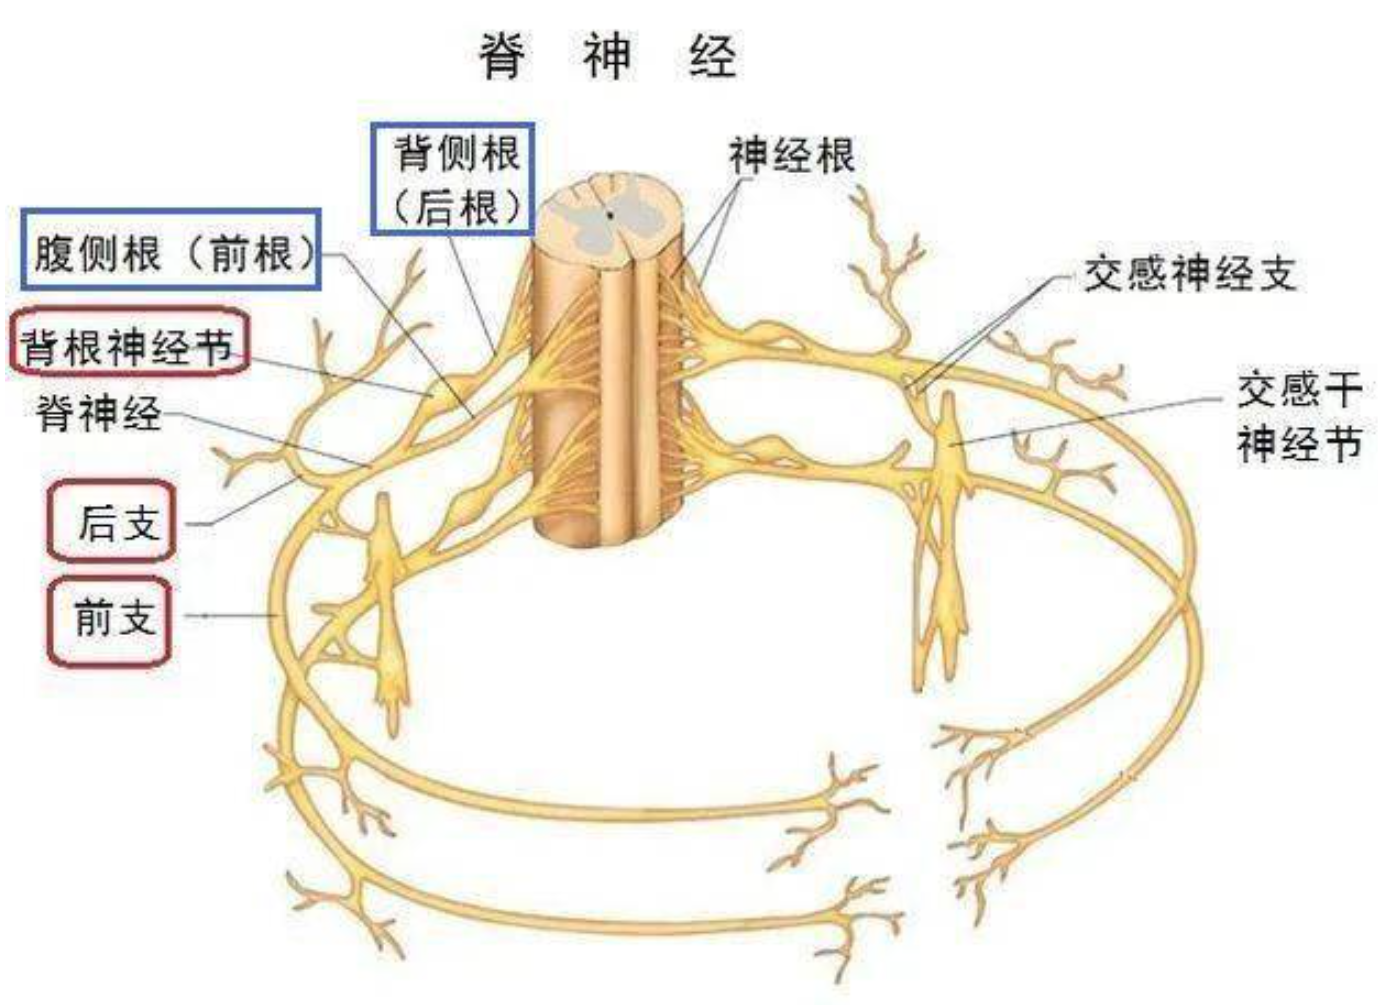 脊神经
背侧根
（后根）
神经根
腹侧根（前根）
交感神经支
背根神经节
脊神经
交感干
神经节
后支
前支